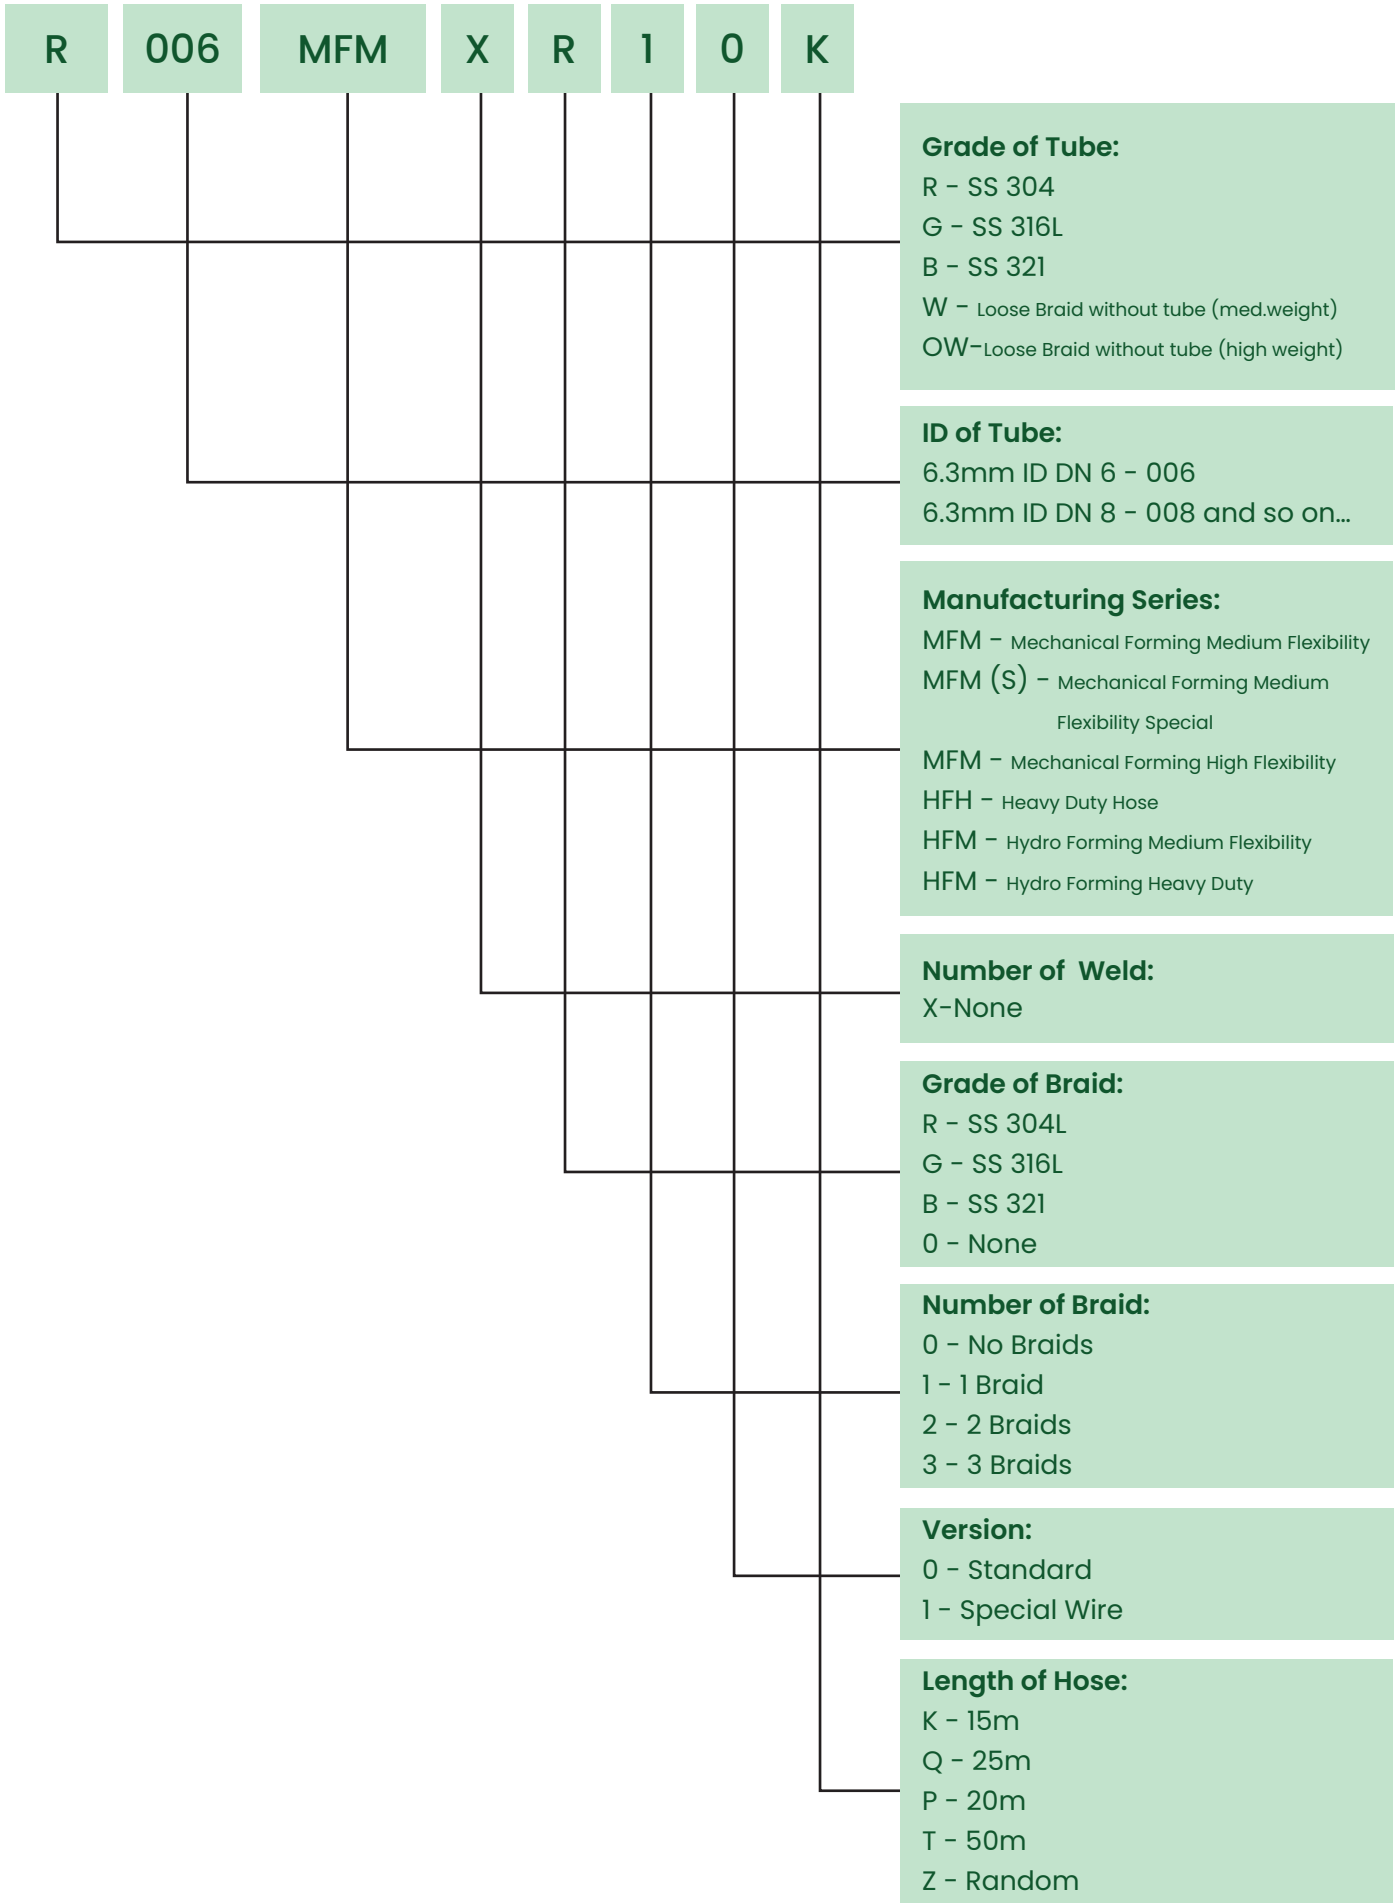 R 006 MFM X R 1 0 K
Grade of Tube:
R - SS 304
G - SS 316L
B - SS 321
W - Loose Braid without tube (med.weight)
OW-Loose Braid without tube (high weight)
ID of Tube:
6.3mm ID DN 6 - 006
6.3mm ID DN 8 - 008 and so on...
Manufacturing Series:
MFM - Mechanical Forming Medium Flexibility
MFM (S) - Mechanical Forming Medium
Flexibility Special
MFM - Mechanical Forming High Flexibility
HFH - Heavy Duty Hose
HFM - Hydro Forming Medium Flexibility
HFM - Hydro Forming Heavy Duty
Number of Weld:
X-None
Grade of Braid:
R - SS 304L
G - SS 316L
B - SS 321
0 - None
Number of Braid:
0 - No Braids
1 - 1 Braid
2 - 2 Braids
3 - 3 Braids
Version:
0 - Standard
1 - Special Wire
Length of Hose:
K - 15m
Q - 25m
P - 20m
T - 50m
Z - Random